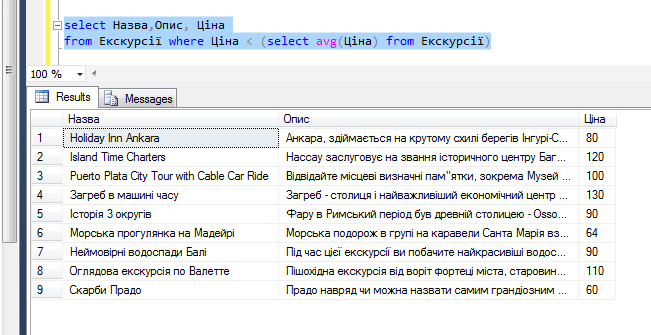 select Назва,Опис, Ціна
from Екскурсії where Ціна < (select avg(Ціна) from Екскурсії)
100 %
Results Messages
Назва Опис Ціна
1 Holiday Inn Ankara Анкара, здіймається на крутому схилі берегів Інгурі-С... 80
2 Island Time Charters Нассау заслуговує на звання історичного центру Баг... 120
3 Puerto Plata City Tour with Cable Car Ride Відвідайте місцеві визначні пам"ятки, зокрема Музей ... 100
4 Загреб в машині часу Загреб - столиця і найважливіший економічний центр ... 130
5 Історія 3 округів Фару в Римський період був древній столицею - Osso... 90
6 Морська прогулянка на Мадейрі Морська подорож в групі на каравели Санта Марія вз... 64
7 Неймовірні водоспади Балі Під час цієї екскурсії ви побачите найкрасивіші водос... 90
8 Оглядова екскурсія по Валетте Пішохідна екскурсія від воріт фортеці міста, старовин... 110
9 Скарби Прадо Прадо навряд чи можна назвати самим грандіозним ... 60